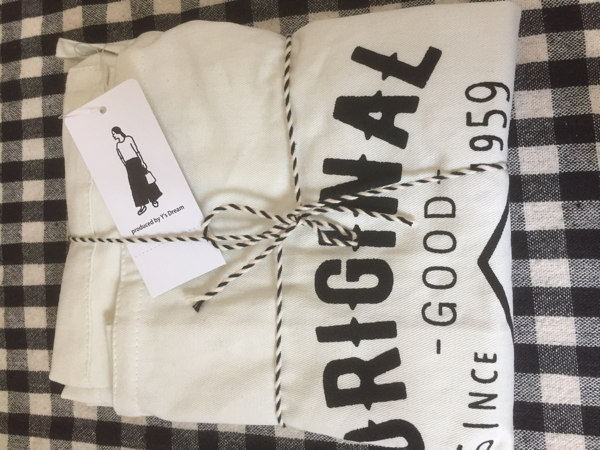 ORIGINAL
-GOOD
SINCE 1959
produced by Y's Dream